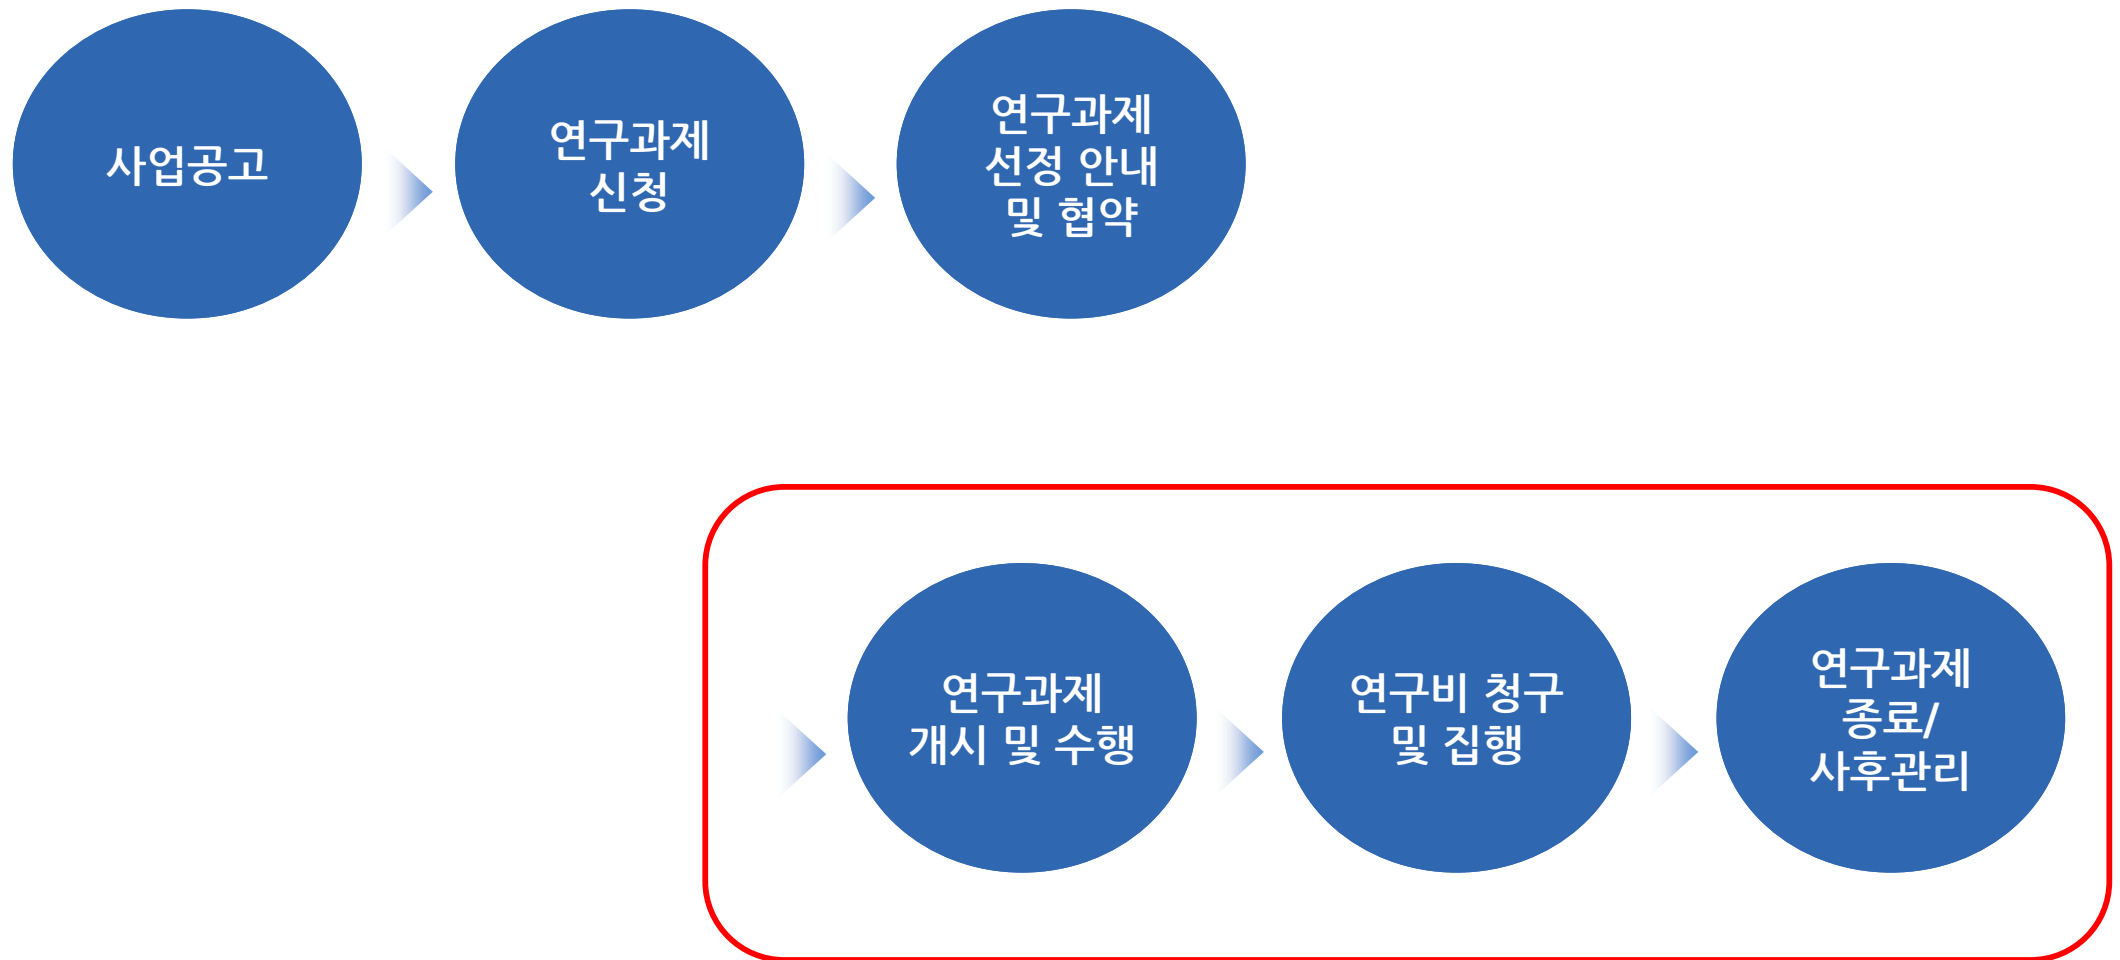 사업공고
연구과제
신청
연구과제
선정 안내
및 협약
연구과제
개시 및 수행
연구비 청구
및 집행
연구과제
종료/
사후관리